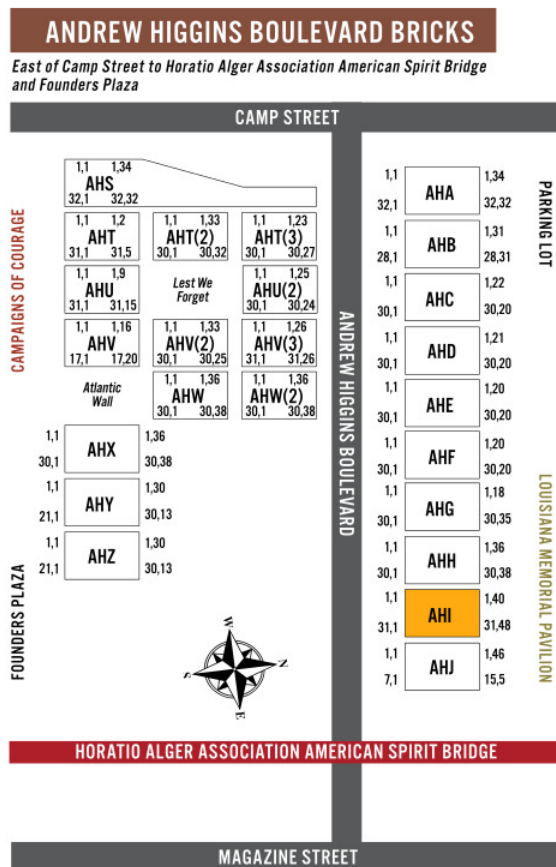 ANDREW HIGGINS BOULEVARD BRICKS
East of Camp Street to Horatio Alger Association American Spirit Bridge
and Founders Plaza
CAMP STREET
CAMPAIGNS OF COURAGE
FOUNDERS PLAZA
1,1 1,34
AHS
32,1 32,32
1,1 1,2
AHT
31,1 31,5
1,1 1,33
AHT(2)
30,1 30,32
1,1 1,23
AHT(3)
30,1 30,27
1,1 1,9
AHU
31,1 31,15
Lest We
Forget
1,1 1,25
AHU(2)
30,1 30,24
1,1 1,16
AHV
17,1 17,20
1,1 1,33
AHV(2)
30,1 30,25
1,1 1,26
AHV(3)
31,1 31,26
Atlantic
Wall
1,1 1,36
AHW
30,1 30,38
1,1 1,36
AHW(2)
30,1 30,38
1,1 1,36
AHX
30,1 30,38
1,1 1,30
AHY
21,1 30,13
1,1 1,30
AHZ
21,1 30,13
W
N
S
E
ANDREW HIGGINS BOULEVARD
1,1 1,34
AHA
32,1 32,32
1,1 1,31
AHB
28,1 28,31
1,1 1,22
AHC
30,1 30,20
1,1 1,21
AHD
30,1 30,20
1,1 1,20
AHE
30,1 30,20
1,1 1,20
AHF
30,1 30,20
1,1 1,18
AHG
30,1 30,35
1,1 1,36
AHH
30,1 30,38
1,1 1,40
AHI
31,1 31,48
1,1 1,46
AHJ
7,1 15,5
PARKING LOT
LOUISIANA MEMORIAL PAVILION
HORATIO ALGER ASSOCIATION AMERICAN SPIRIT BRIDGE
MAGAZINE STREET